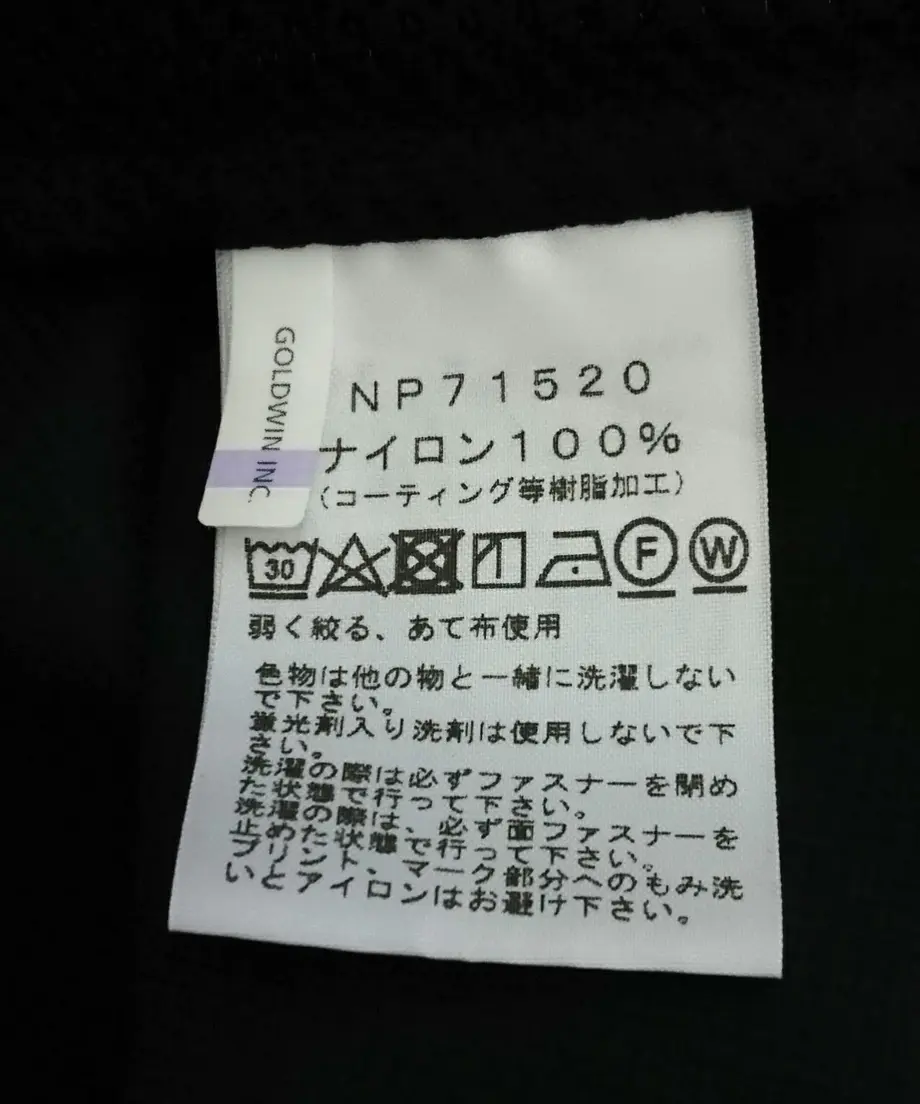 GOLDWIN INC.
NP71520
ナイロン100%
(コーティング等樹脂加工)
30
F
W
弱く絞る、あて布使用
色物は他の物と一緒に洗濯しない
で下さい。
蛍光剤入り洗剤は使用しないで下
さい。
洗濯の際は必ずファスナーを閉め
た状態で行って下さい。
洗濯の際は、必ず面ファスナーを
止めた状態で行って下さい。
プリント、マーク部分へのもみ洗
いとアイロンはお避け下さい。